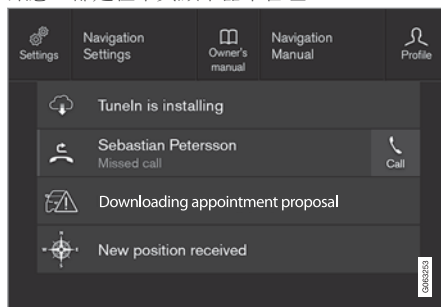 Settings
Navigation
Settings
Owner's
manual
Navigation
Manual
Profile
TuneIn is installing
Sebastian Petersson
Missed call
Call
Downloading appointment proposal
New position received
G063253